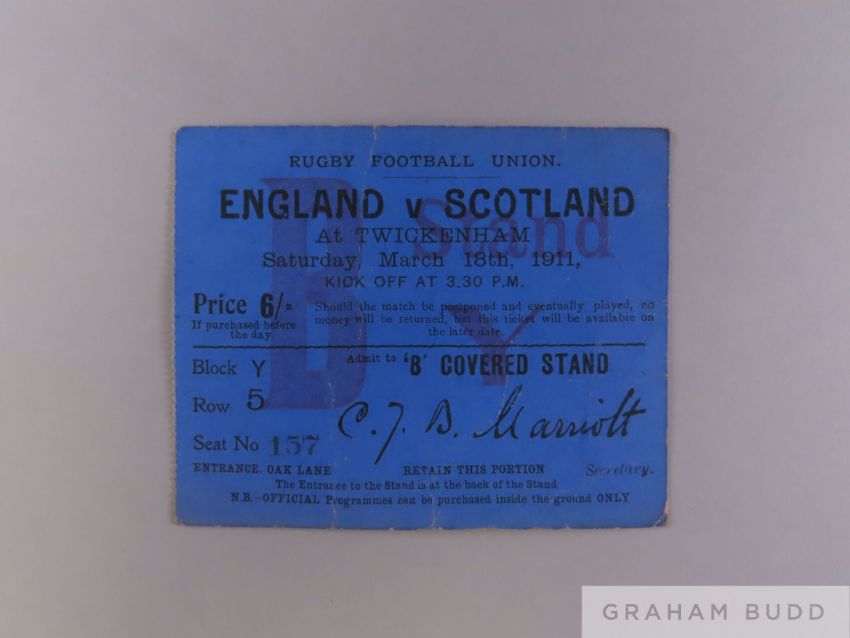 RUGBY FOOTBALL UNION.
ENGLAND v SCOTLAND
At TWICKENHAM
Saturday, March 18th, 1911,
KICK OFF AT 3.30 P.M.
B Stand
Y
Price 6/=
If purchased before
the day.
Should the match be postponed and eventually played, no
money will be returned, but this ticket will be available on
the later date.
Block Y
Admit to 'B' COVERED STAND
Row 5
Seat No 157
C. J. B. Marriott
ENTRANCE. OAK LANE RETAIN THIS PORTION Secretary.
The Entrance to the Stand is at the back of the Stand
N.B.—OFFICIAL Programmes can be purchased inside the ground ONLY
GRAHAM BUDD